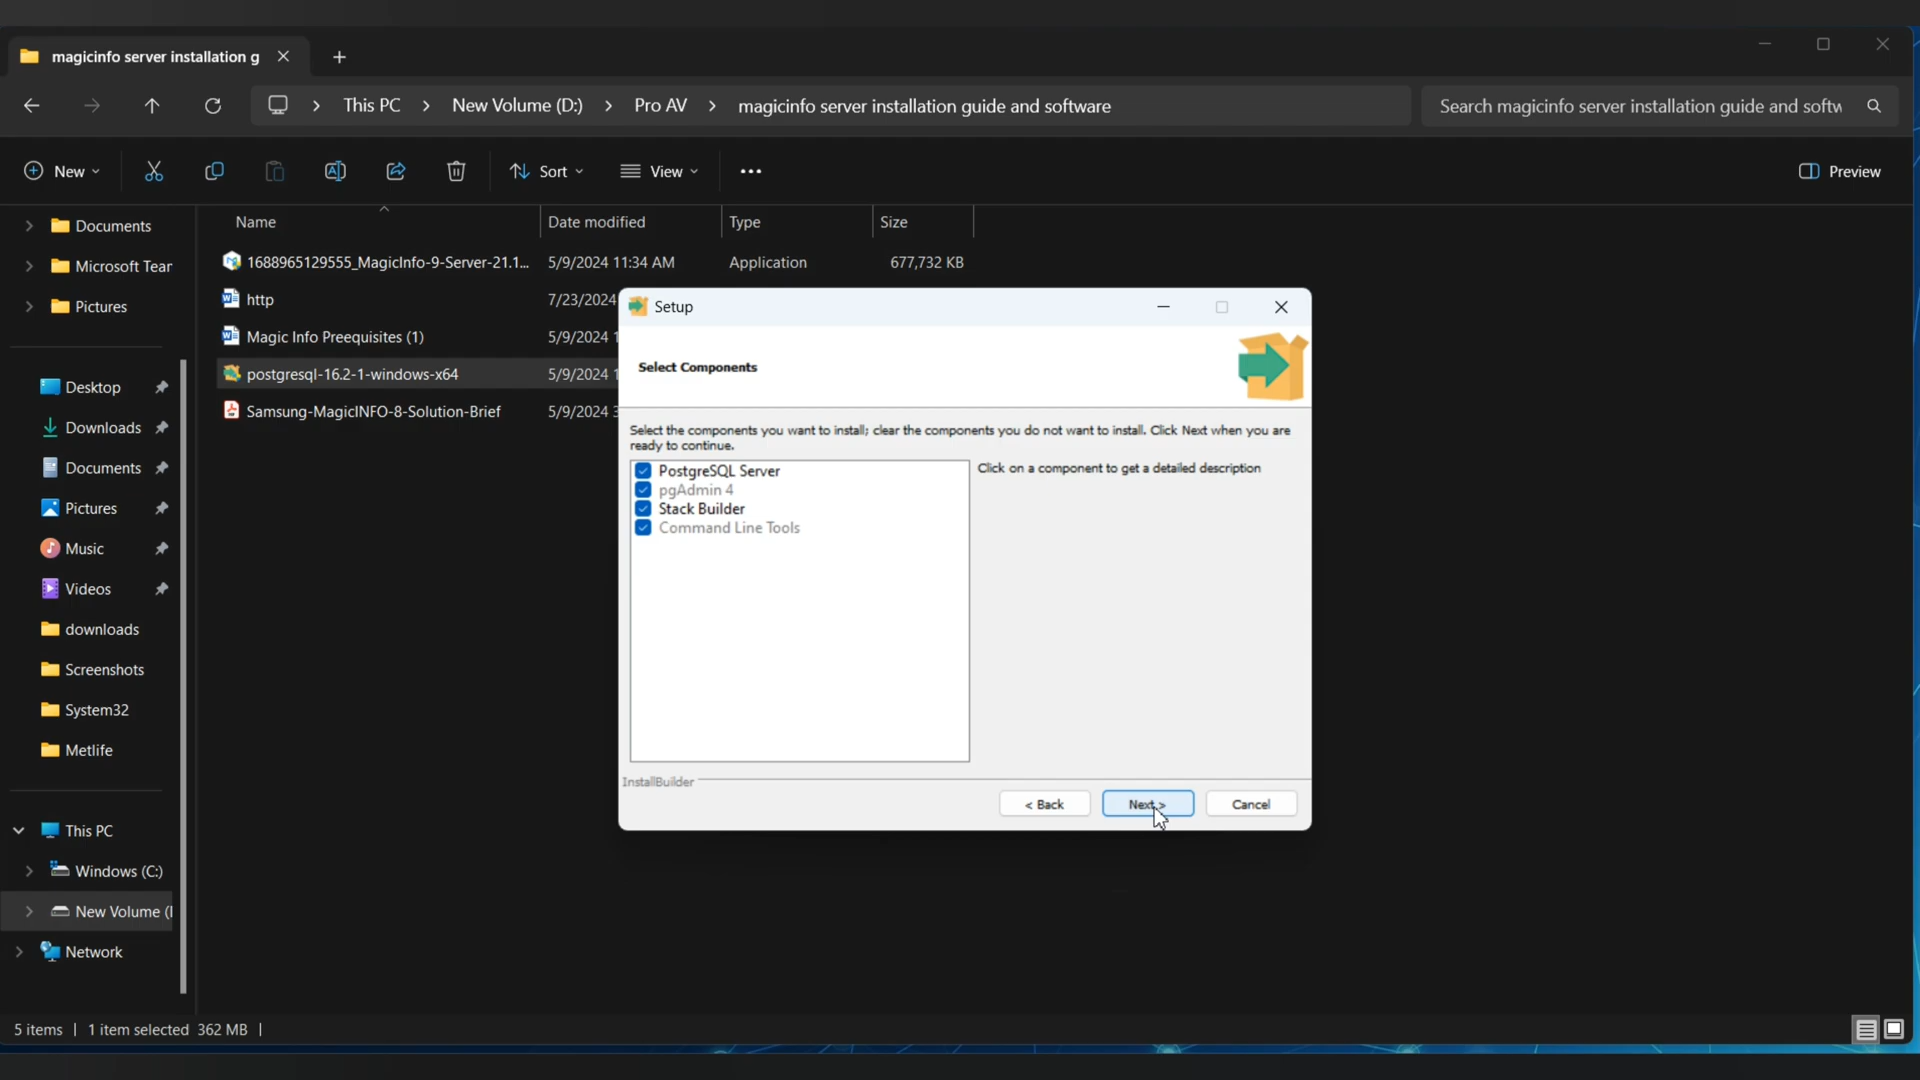 magicinfo server installation g
This PC
New Volume (D:)
Pro AV
magicinfo server installation guide and software
Search magicinfo server installation guide and softw
New
Sort
View
Preview
Documents
Microsoft Tear
Pictures
Desktop
Downloads
Documents
Pictures
Music
Videos
downloads
Screenshots
System32
Metlife
This PC
Windows (C:)
New Volume (I
Network
Name
Date modified
Type
Size
1688965129555_MagicInfo-9-Server-21.1...
5/9/2024 11:34 AM
Application
677,732 KB
http
7/23/2024
Magic Info Preequisites (1)
5/9/2024 1
postgresql-16.2-1-windows-x64
5/9/2024 1
Samsung-MagicINFO-8-Solution-Brief
5/9/2024 3
Setup
Select Components
Select the components you want to install; clear the components you do not want to install. Click Next when you are
ready to continue.
PostgreSQL Server
pgAdmin 4
Stack Builder
Command Line Tools
Click on a component to get a detailed description
InstallBuilder
< Back
Next >
Cancel
5 items
1 item selected 362 MB